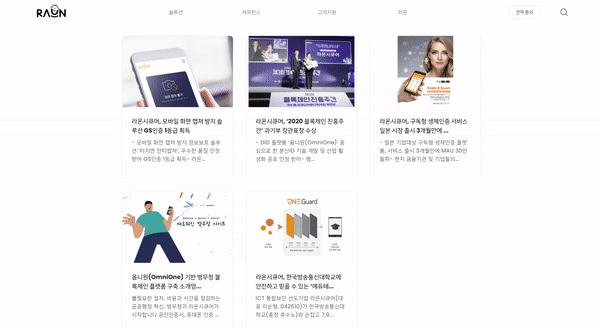 RAON
솔루션
레퍼런스
고객지원
라온
견적 문의
라온시큐어, 모바일 화면 캡처 방지 솔
루션 GS인증 1등급 획득
- 모바일 화면 캡처 방지 정보보호 솔루
션 '터치엔 안티캡쳐', 우수한 품질 인정
받아 GS인증 1등급 획득- 라온...
라온시큐어, '2020 블록체인 진흥주
간' 과기부 장관표창 수상
- DID 플랫폼 '옴니원(OmniOne)' 중
심으로 한 분산ID 기술 개발 및 산업 활
성화 공로 인정 받아- 행...
라온시큐어, 구독형 생체인증 서비스
일본 시장 출시 3개월만에 ...
- 일본 기업대상 구독형 생체인증 플랫
폼, 서비스 출시 3개월만에 MAU 30만
돌파- 현지 금융기관 및 기업들의...
블록체인 진흥주간
새로워진 병무청 사이트
ONEGuard
옴니원(OmniOne) 기반 병무청 블
록체인 플랫폼 구축 소개영...
불필요한 절차, 비용과 시간을 절감하는
공공행정 혁신, 병무청과 라온시큐어가
시작합니다.공인인증서, 휴대폰 인증 ...
라온시큐어, 한국방송통신대학교에
안전하고 믿을 수 있는 '에듀테...
ICT 통합보안 선도기업 라온시큐어(대
표 이순형, 042510)가 한국방송통신대
학교(총장 류수노)와 손잡고 7,9...